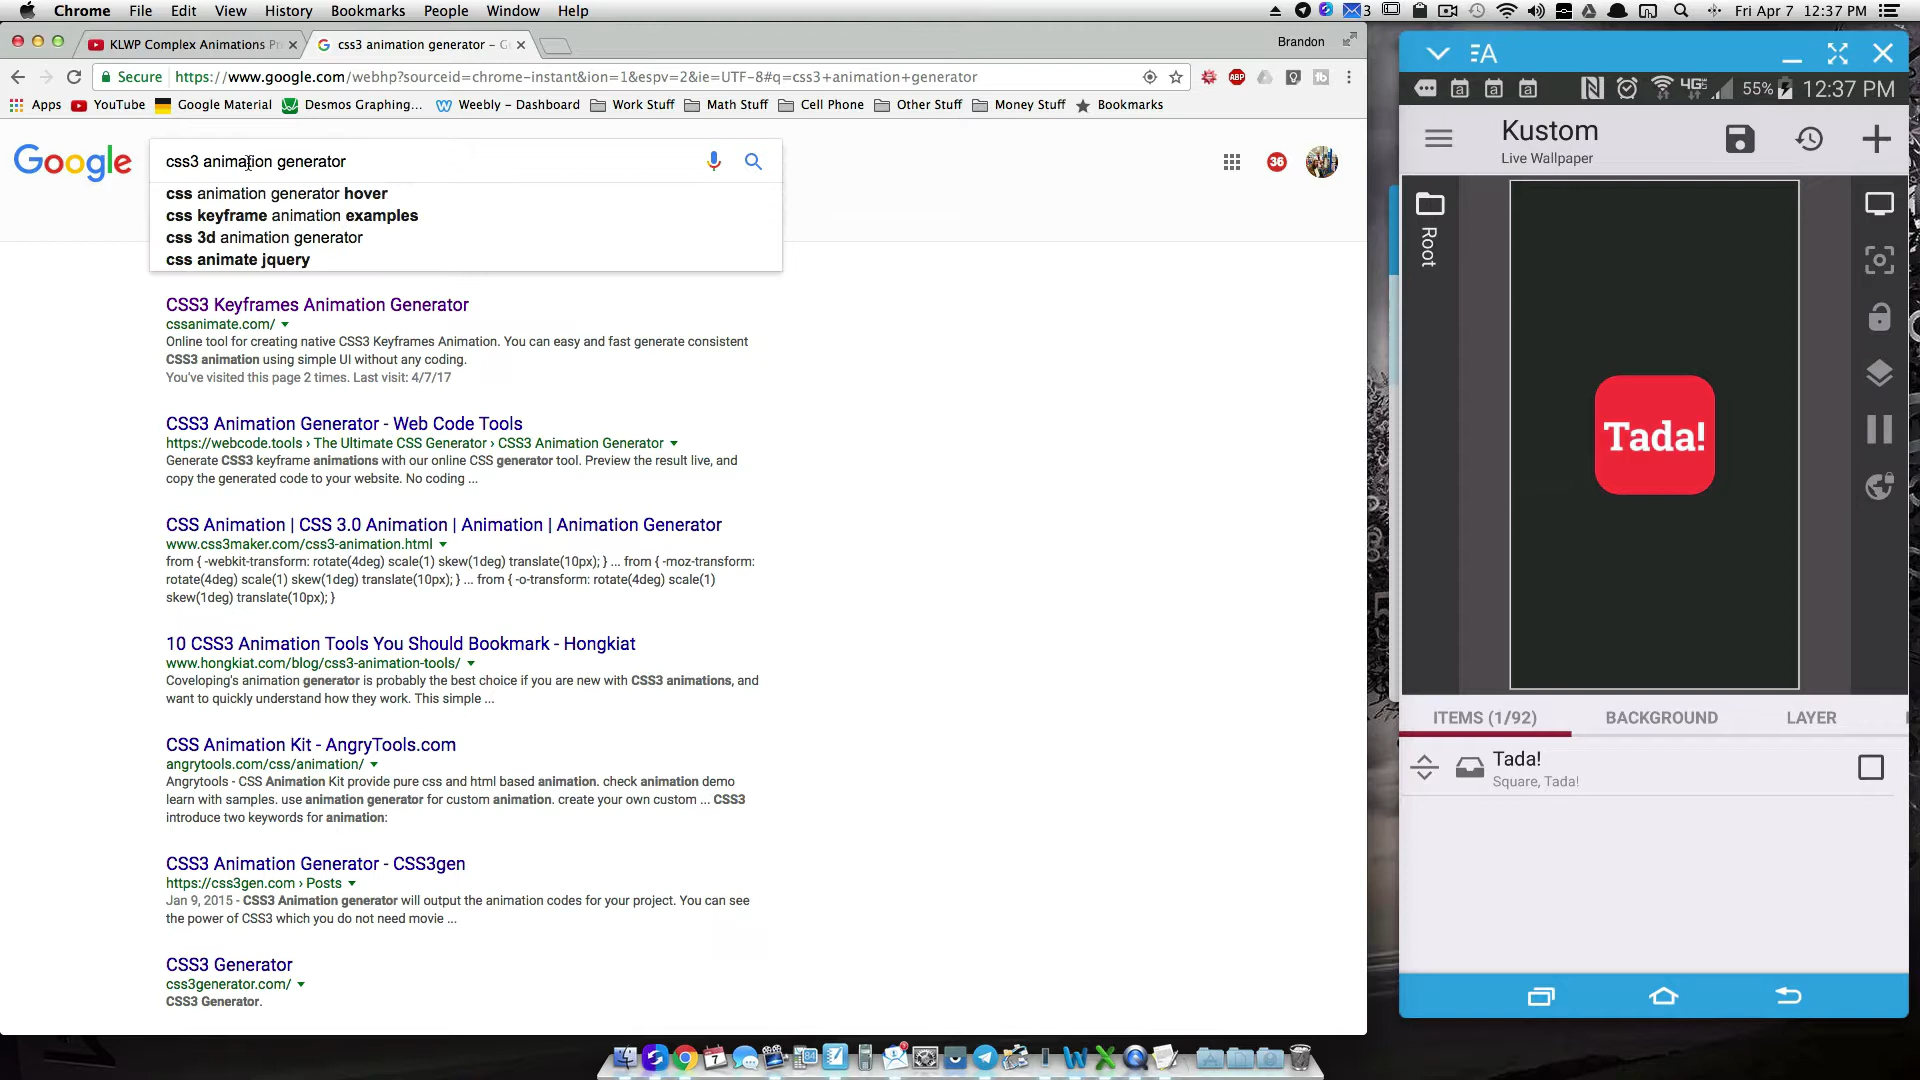 Chrome File Edit View History Bookmarks People Window Help
3 Fri Apr 7 12:37 PM
KLWP Complex Animations Pr
css3 animation generator - G
Brandon
Secure https://www.google.com/webhp?sourceid=chrome-instant&ion=1&espv=2&ie=UTF-8#q=css3+animation+generator
ABP
Apps YouTube Google Material Desmos Graphing... Weebly - Dashboard Work Stuff Math Stuff Cell Phone Other Stuff Money Stuff Bookmarks
Google
css3 animation generator
36
css animation generator hover
css keyframe animation examples
css 3d animation generator
css animate jquery
CSS3 Keyframes Animation Generator
cssanimate.com/
Online tool for creating native CSS3 Keyframes Animation. You can easy and fast generate consistent
CSS3 animation using simple UI without any coding.
You've visited this page 2 times. Last visit: 4/7/17
CSS3 Animation Generator - Web Code Tools
https://webcode.tools › The Ultimate CSS Generator › CSS3 Animation Generator
Generate CSS3 keyframe animations with our online CSS generator tool. Preview the result live, and
copy the generated code to your website. No coding ...
CSS Animation | CSS 3.0 Animation | Animation | Animation Generator
www.css3maker.com/css3-animation.html
from { -webkit-transform: rotate(4deg) scale(1) skew(1deg) translate(10px); } ... from { -moz-transform:
rotate(4deg) scale(1) skew(1deg) translate(10px); } ... from { -o-transform: rotate(4deg) scale(1)
skew(1deg) translate(10px); }
10 CSS3 Animation Tools You Should Bookmark - Hongkiat
www.hongkiat.com/blog/css3-animation-tools/
Coveloping's animation generator is probably the best choice if you are new with CSS3 animations, and
want to quickly understand how they work. This simple ...
CSS Animation Kit - AngryTools.com
angrytools.com/css/animation/
Angrytools - CSS Animation Kit provide pure css and html based animation. check animation demo
learn with samples. use animation generator for custom animation. create your own custom ... CSS3
introduce two keywords for animation:
CSS3 Animation Generator - CSS3gen
https://css3gen.com › Posts
Jan 9, 2015 - CSS3 Animation generator will output the animation codes for your project. You can see
the power of CSS3 which you do not need movie ...
CSS3 Generator
css3generator.com/
CSS3 Generator.
A
4G 55% 12:37 PM
Kustom
Live Wallpaper
Root
Tada!
ITEMS (1/92) BACKGROUND LAYER
Tada!
Square, Tada!